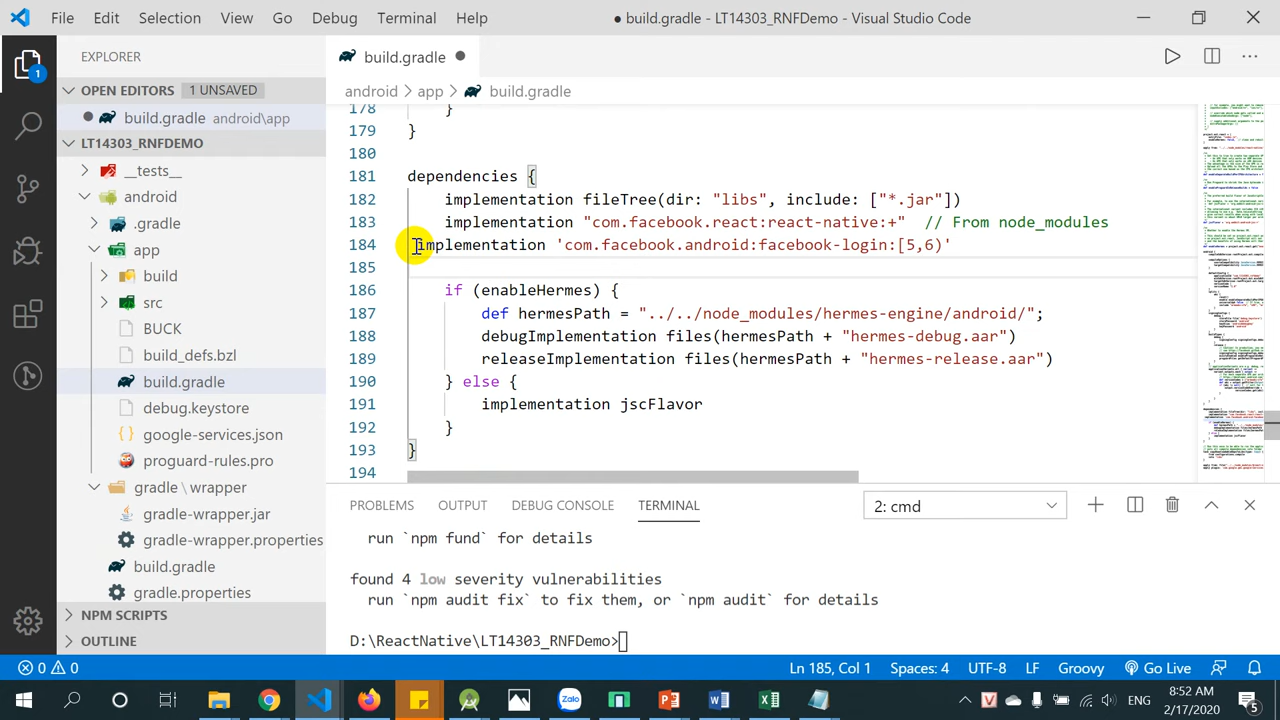 File Edit Selection View Go Debug Terminal Help
● build.gradle - LT14303_RNFDemo - Visual Studio Code
EXPLORER
build.gradle
OPEN EDITORS 1 UNSAVED
android > app > build.gradle
build.gradle android\app
LT14303_RNFDemo
__tests__
android
gradle
app
build
src
BUCK
build_defs.bzl
build.gradle
debug.keystore
google-services.json
proguard-rules.pro
gradle\wrapper
gradle-wrapper.jar
gradle-wrapper.properties
build.gradle
gradle.properties
NPM SCRIPTS
OUTLINE
178 }
179 }
180
181 dependencies
182 fileTree(dir: "libs", include: ["*.jar"])
183 implementation node_modules
184 implementation 'com.facebook.android:facebook-login:[5,6)
185
186 if (enableHermes)
187 def hermesPath = "../../node_modules/hermes-engine/android/";
188 debugImplementation files(hermesPath + "hermes-debug.aar")
189 releaseImplementation files(hermesPath + "hermes-release.aar")
190 } else {
191 implementation jscFlavor
192 }
193 }
194
PROBLEMS OUTPUT DEBUG CONSOLE TERMINAL 2: cmd
run `npm fund` for details
found 4 low severity vulnerabilities
run `npm audit fix` to fix them, or `npm audit` for details
D:\ReactNative\LT14303_RNFDemo>
0 0 Ln 185, Col 1 Spaces: 4 UTF-8 LF Groovy Go Live
ENG 8:52 AM
2/17/2020